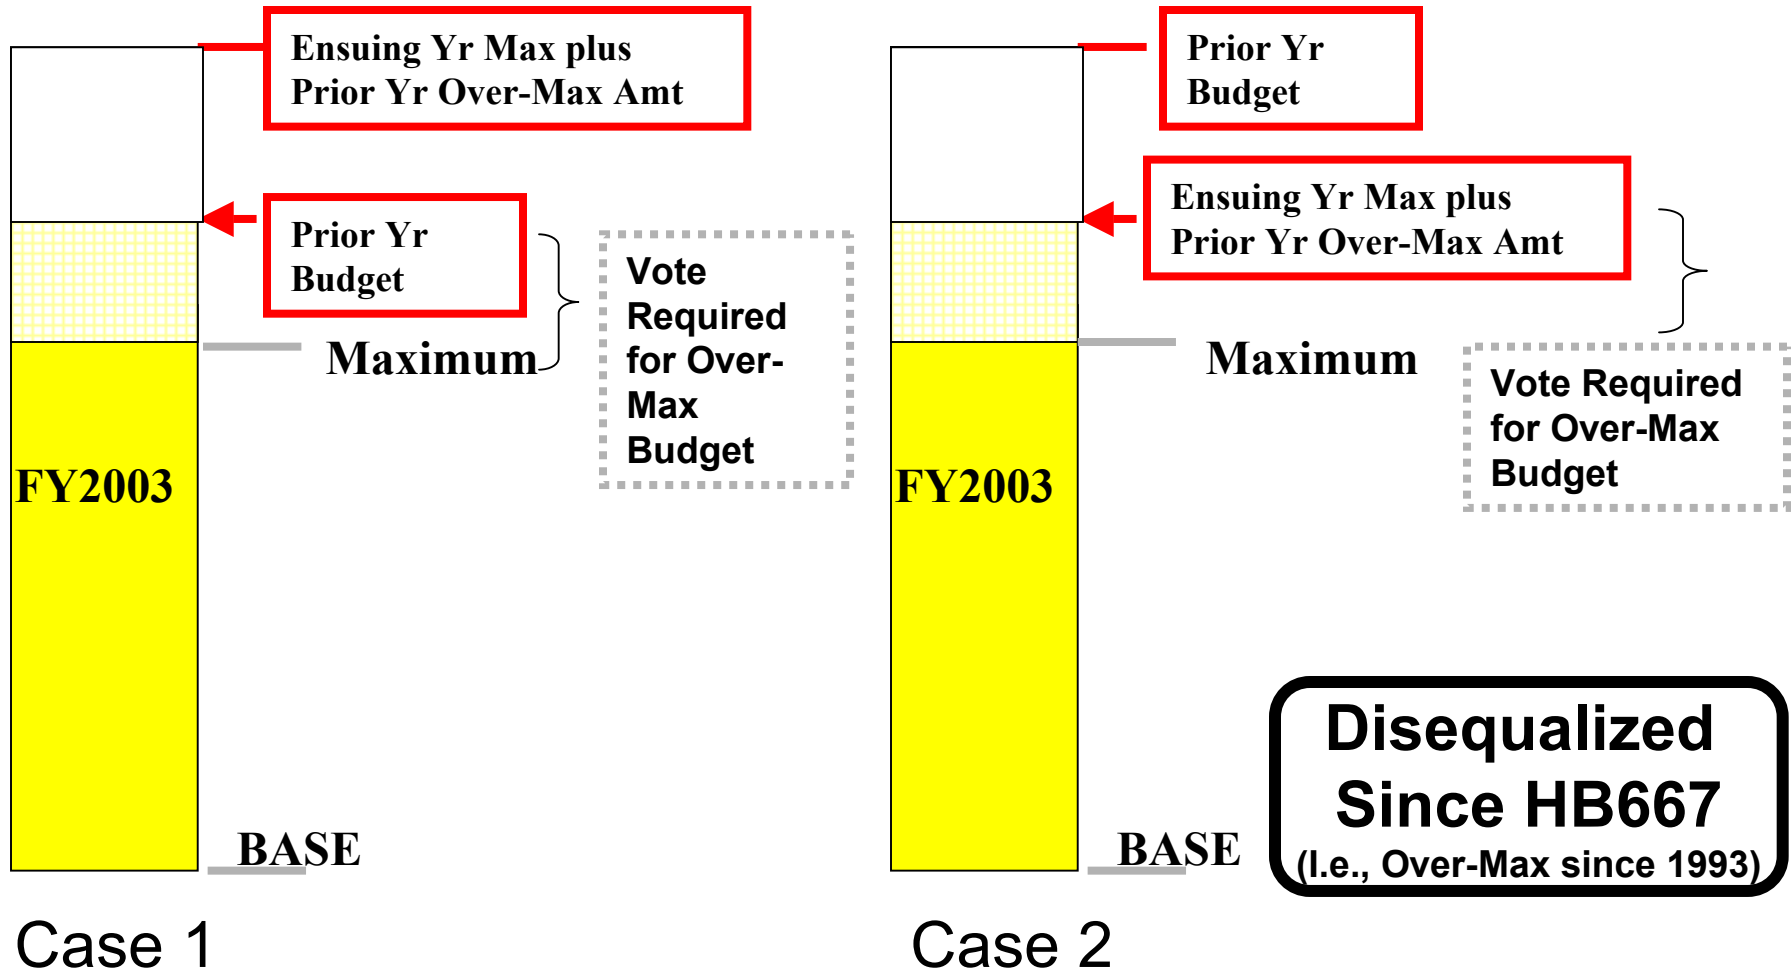 Ensuing Yr Max plus
Prior Yr Over-Max Amt
Prior Yr
Budget
Vote
Required
for Over-
Max
Budget
Maximum
FY2003
BASE
Case 1
Prior Yr
Budget
Ensuing Yr Max plus
Prior Yr Over-Max Amt
Maximum
Vote Required
for Over-Max
Budget
FY2003
BASE
Disequalized
Since HB667
(I.e., Over-Max since 1993)
Case 2